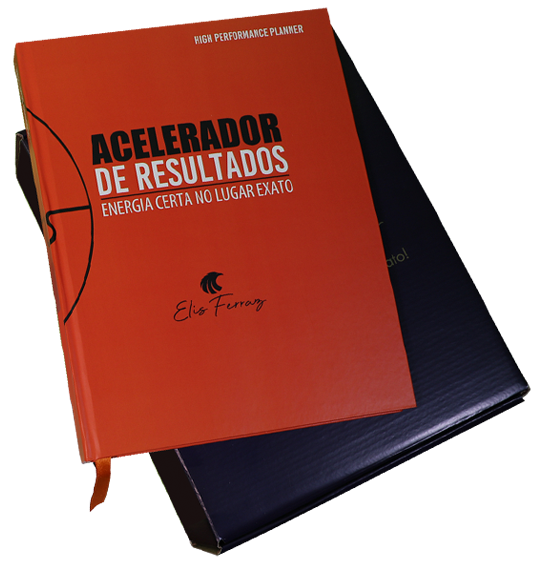 HIGH PERFORMANCE PLANNER
ACELERADOR
DE RESULTADOS
ENERGIA CERTA NO LUGAR EXATO
Elis Ferraz